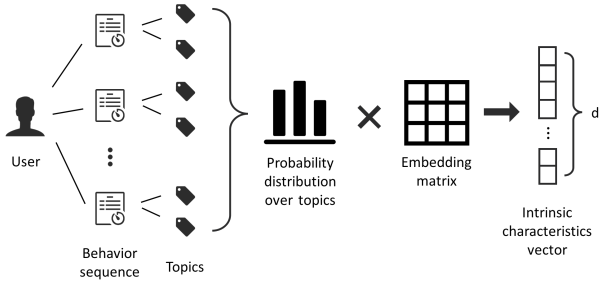 User
Behavior
sequence
Topics
Probability
distribution
over topics
Embedding
matrix
d
Intrinsic
characteristics
vector